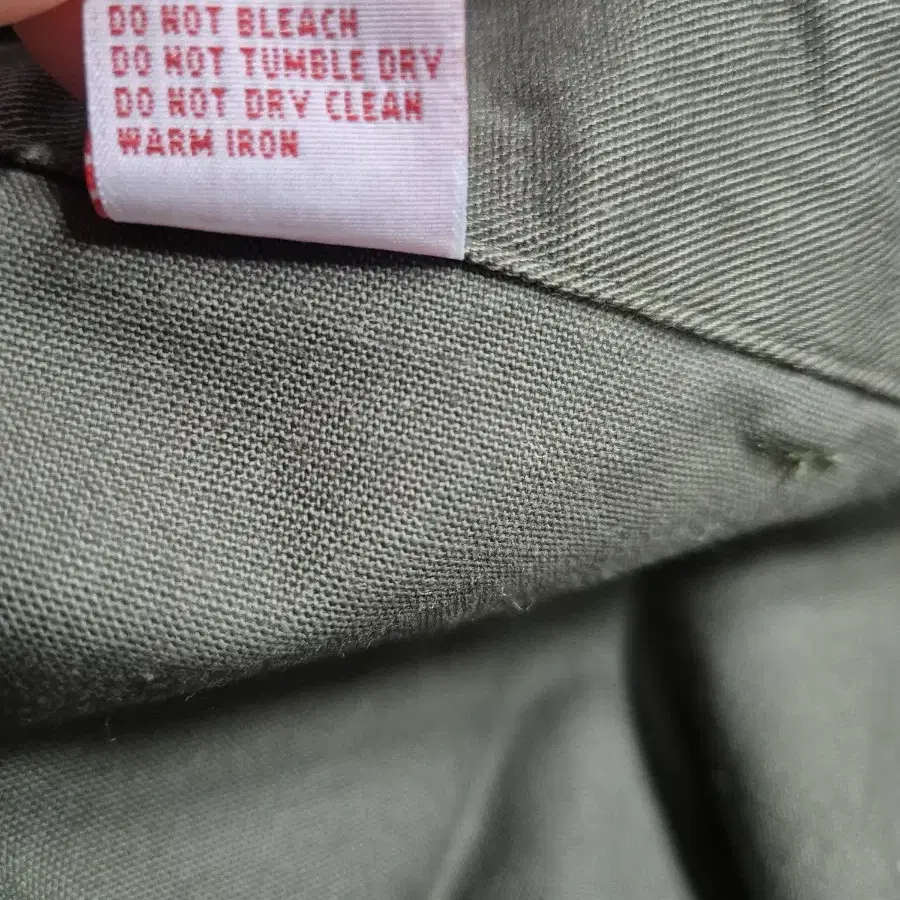 DO NOT BLEACH
DO NOT TUMBLE DRY
DO NOT DRY CLEAN
WARM IRON